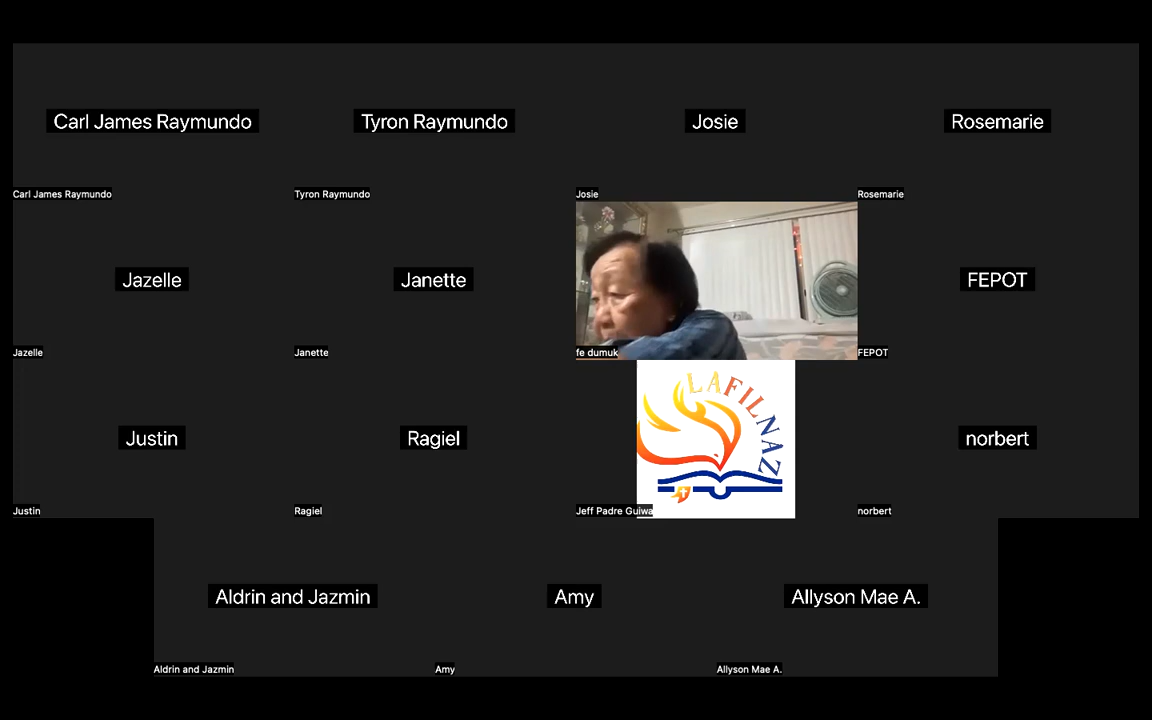 Carl James Raymundo
Tyron Raymundo
Josie
Rosemarie
Carl James Raymundo
Tyron Raymundo
Josie
Rosemarie
Jazelle
Janette
FEPOT
Jazelle
Janette
fe dumuk
FEPOT
LAFILNAZ
Justin
Ragiel
norbert
Justin
Ragiel
Jeff Padre Guiwa
norbert
Aldrin and Jazmin
Amy
Allyson Mae A.
Aldrin and Jazmin
Amy
Allyson Mae A.